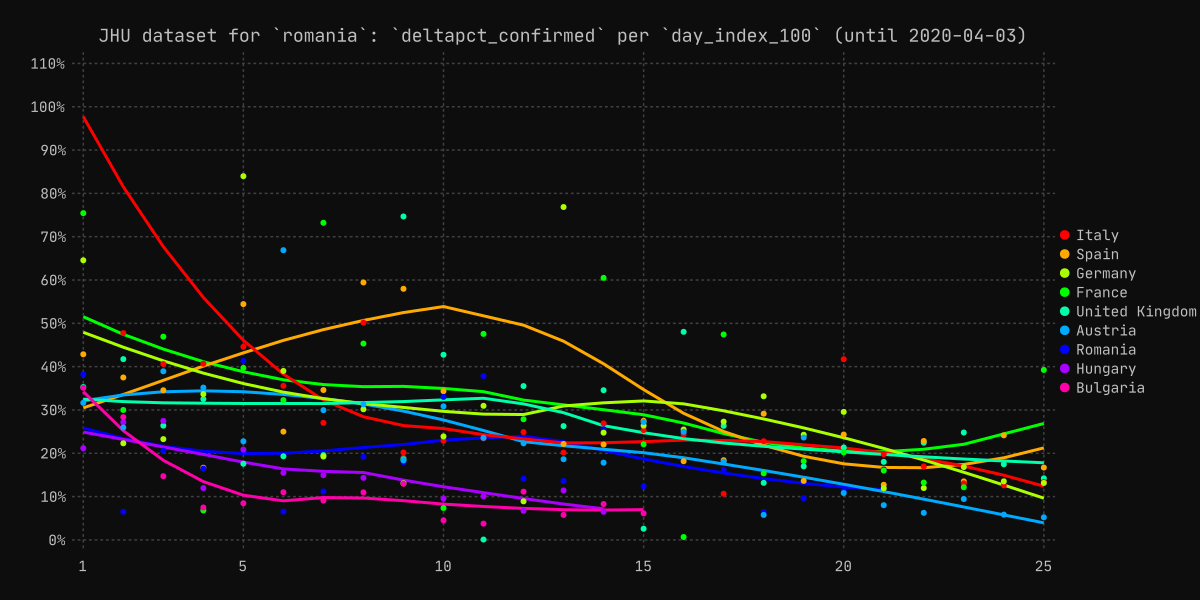 JHU dataset for `romania`: `deltapct_confirmed` per `day_index_100` (until 2020-04-03)
110%
100%
90%
80%
70%
60%
50%
40%
30%
20%
10%
0%
1 5 10 15 20 25
Italy
Spain
Germany
France
United Kingdom
Austria
Romania
Hungary
Bulgaria